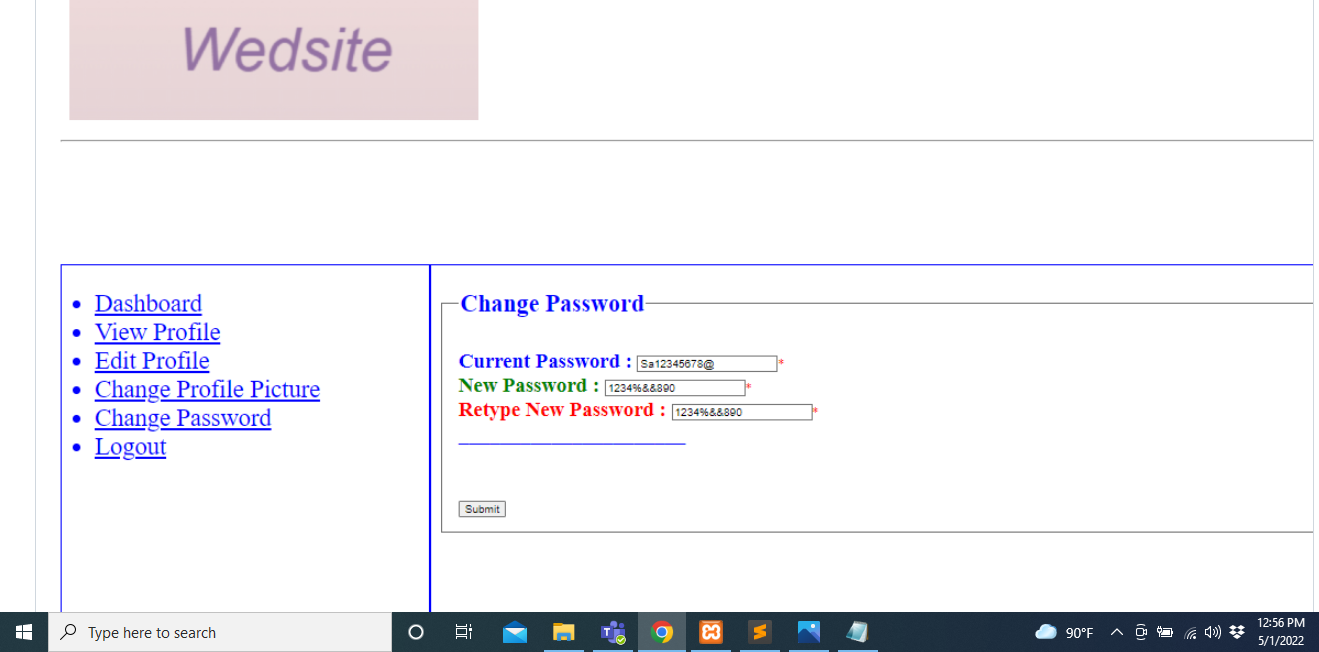 Wedsite
Dashboard
View Profile
Edit Profile
Change Profile Picture
Change Password
Logout
Change Password
Current Password : Sa12345678@ *
New Password : 1234%&&890 *
Retype New Password : 1234%&&890 *
Submit
Type here to search
90°F
12:56 PM
5/1/2022